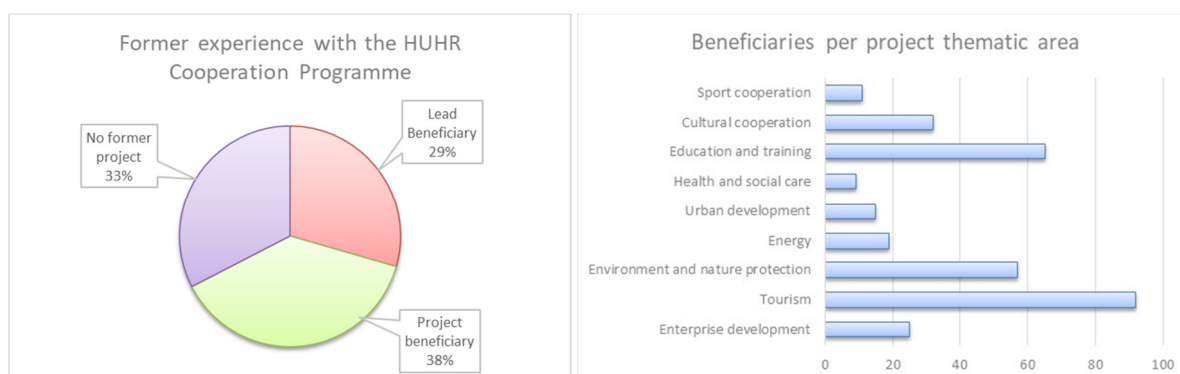 Former experience with the HUHR
Cooperation Programme
No former
project
33%
Lead
Beneficiary
29%
Project
beneficiary
38%
Beneficiaries per project thematic area
Sport cooperation
Cultural cooperation
Education and training
Health and social care
Urban development
Energy
Environment and nature protection
Tourism
Enterprise development
0 20 40 60 80 100